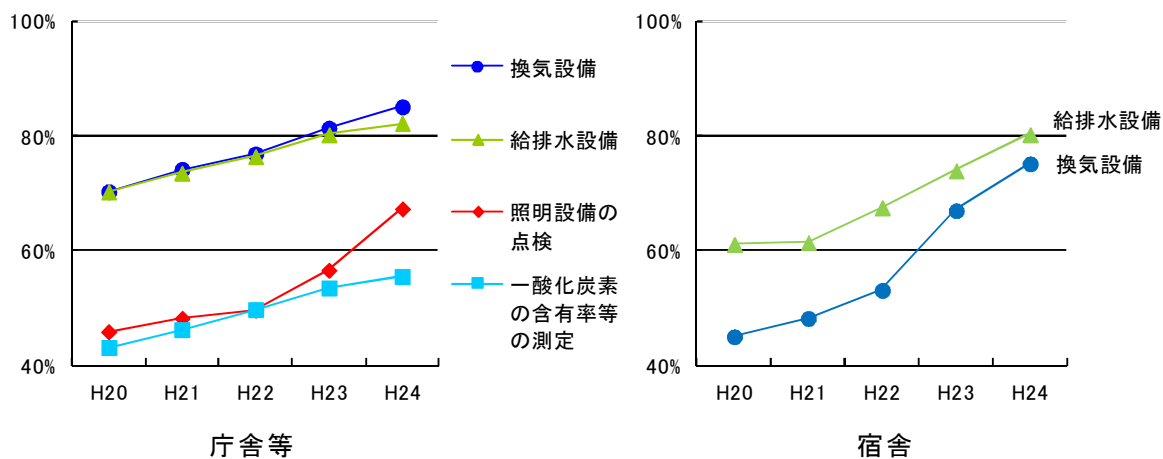 100%
80%
60%
40%
H20 H21 H22 H23 H24
換気設備
給排水設備
照明設備の
点検
一酸化炭素
の含有率等
の測定
庁舎等
100%
80%
60%
40%
H20 H21 H22 H23 H24
給排水設備
換気設備
宿舎